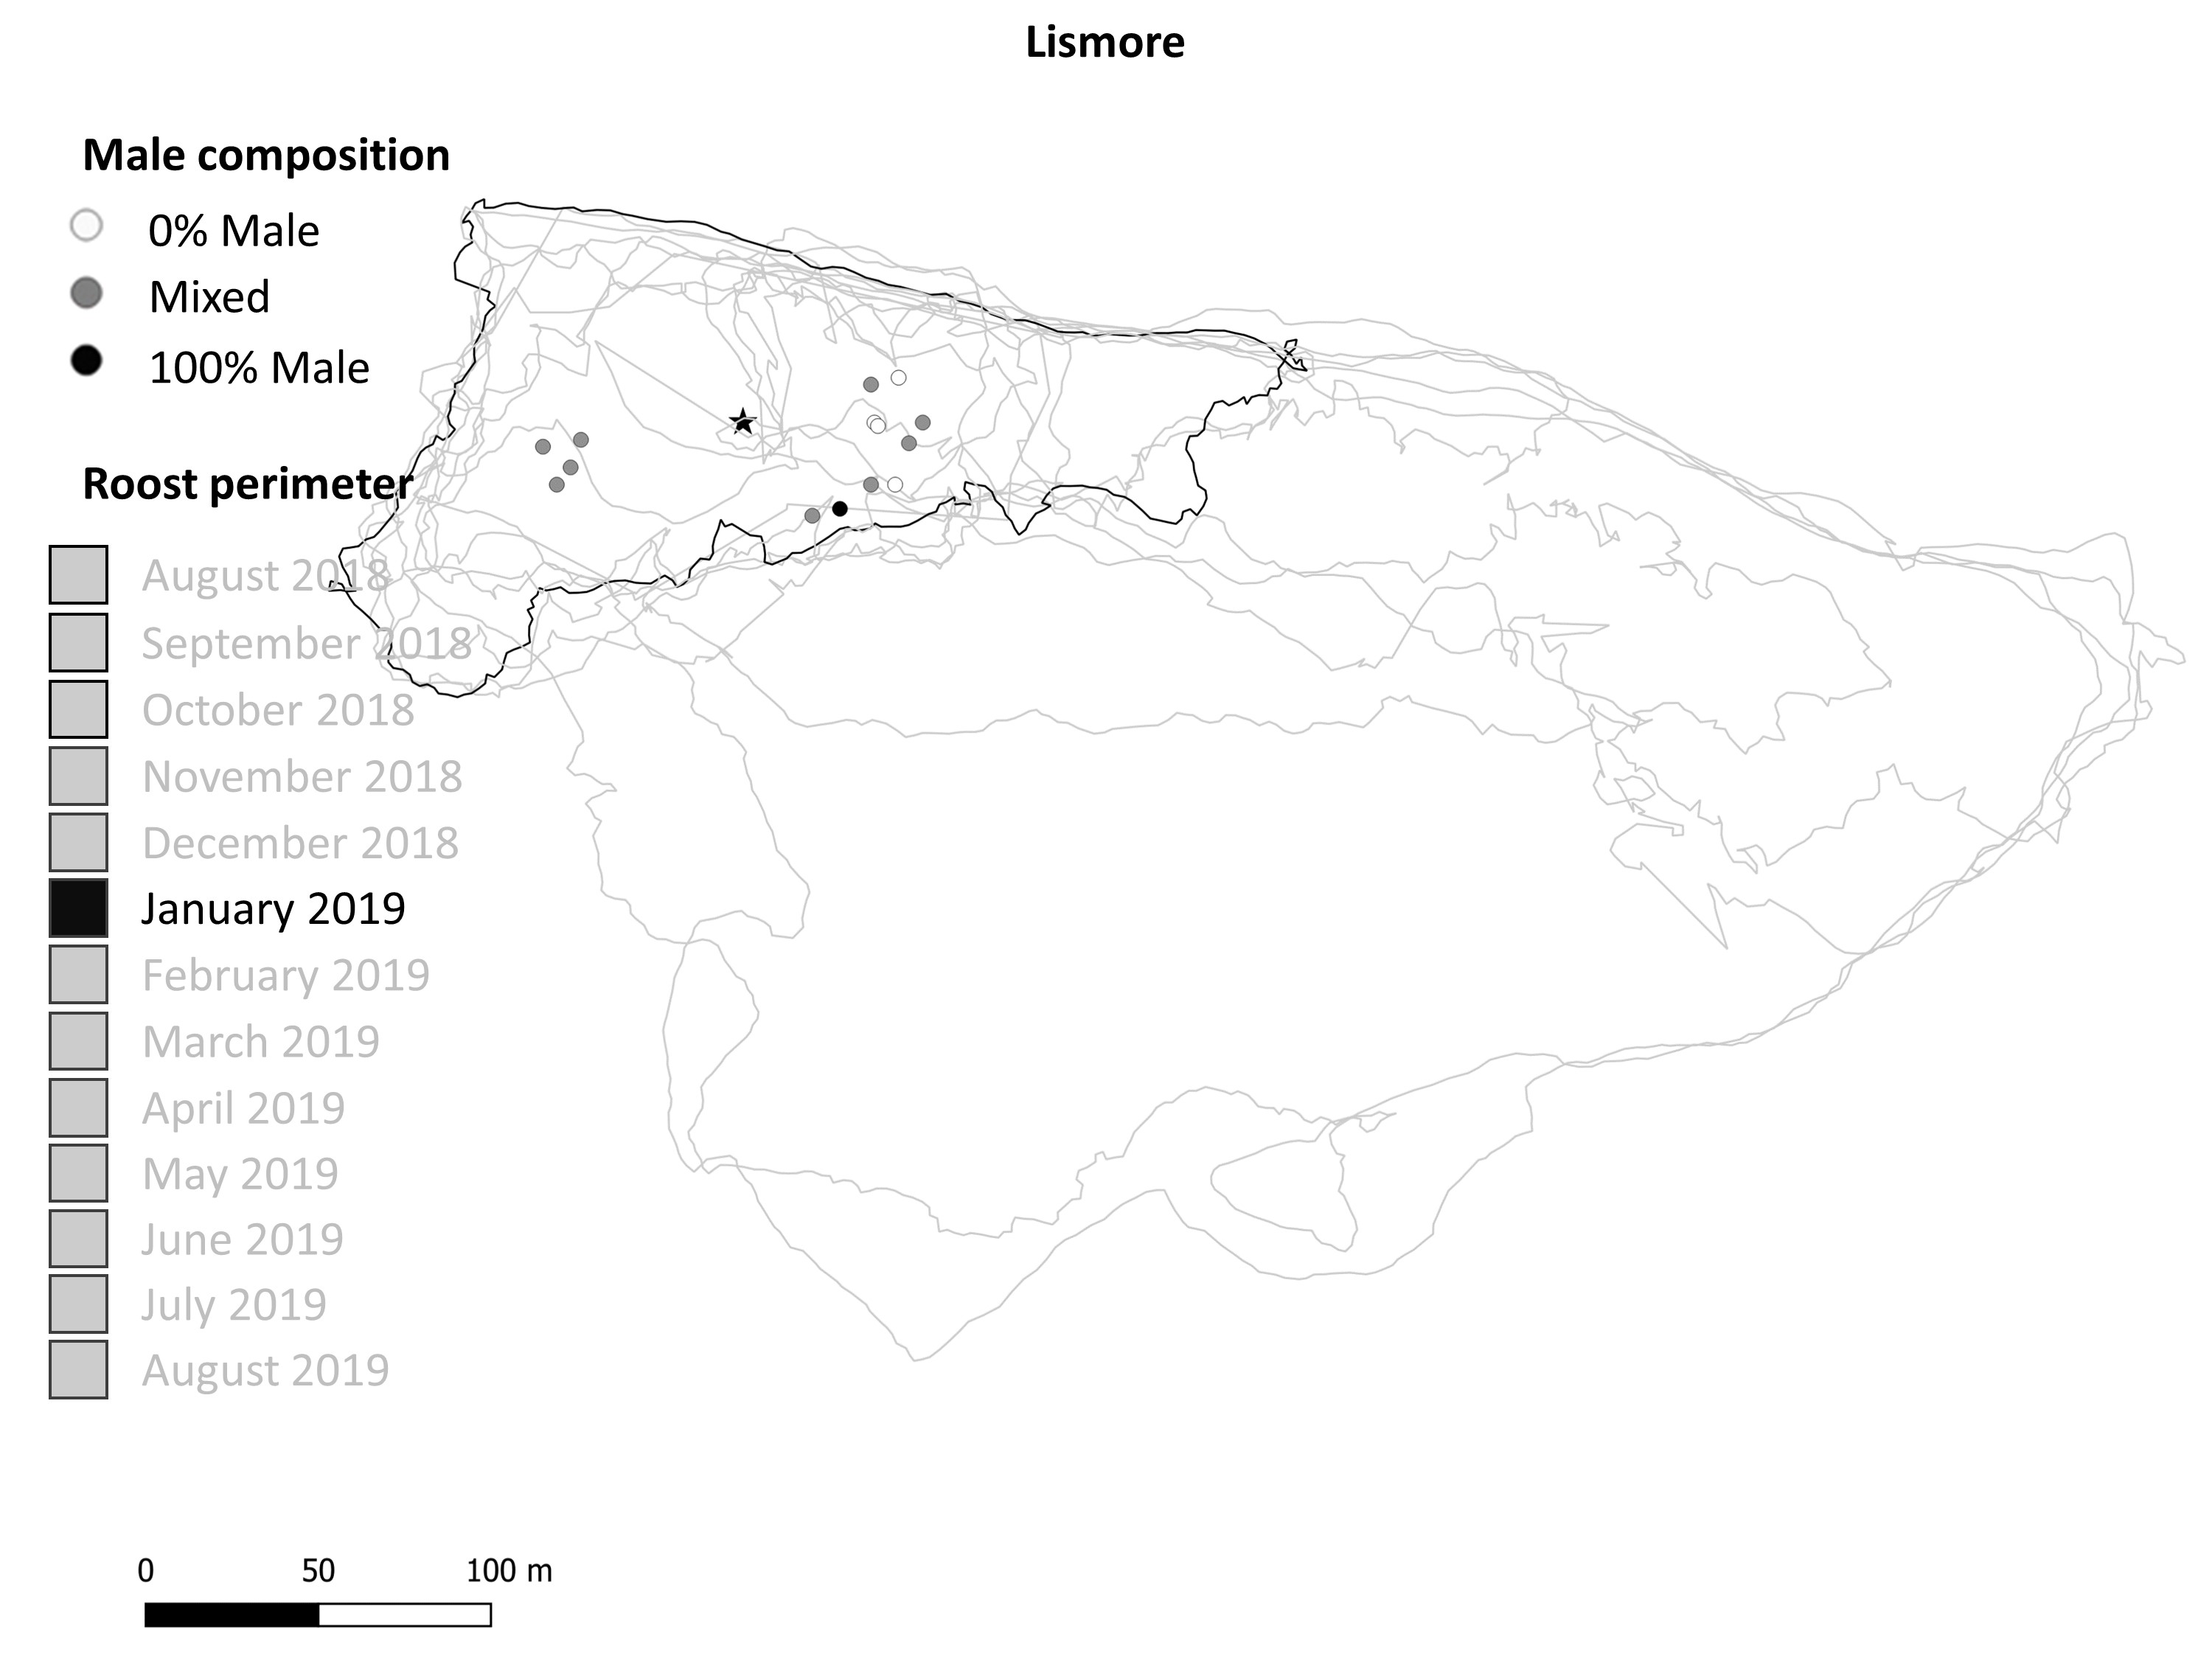 Lismore
Male composition
0% Male
Mixed
100% Male
Roost perimeter
August 2018
September 2018
October 2018
November 2018
December 2018
January 2019
February 2019
March 2019
April 2019
May 2019
June 2019
July 2019
August 2019
0 50 100 m